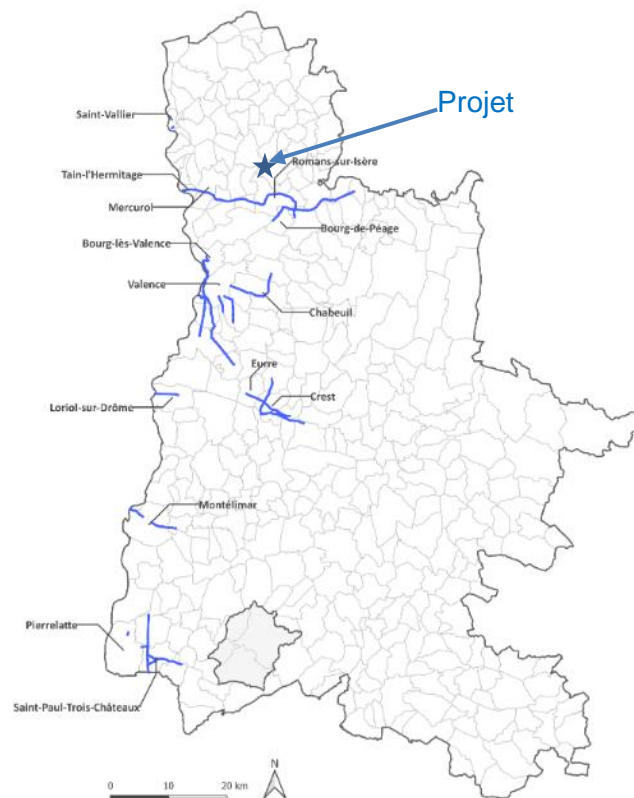 Saint-Vallier
Projet
Romans-sur-Isère
Tain-l'Hermitage
Mercurol
Bourg-de-Péage
Bourg-lès-Valence
Valence
Chabeuil
Eurre
Crest
Loriol-sur-Drôme
Montélimar
Pierrelatte
Saint-Paul-Trois-Châteaux
N
0 10 20 km